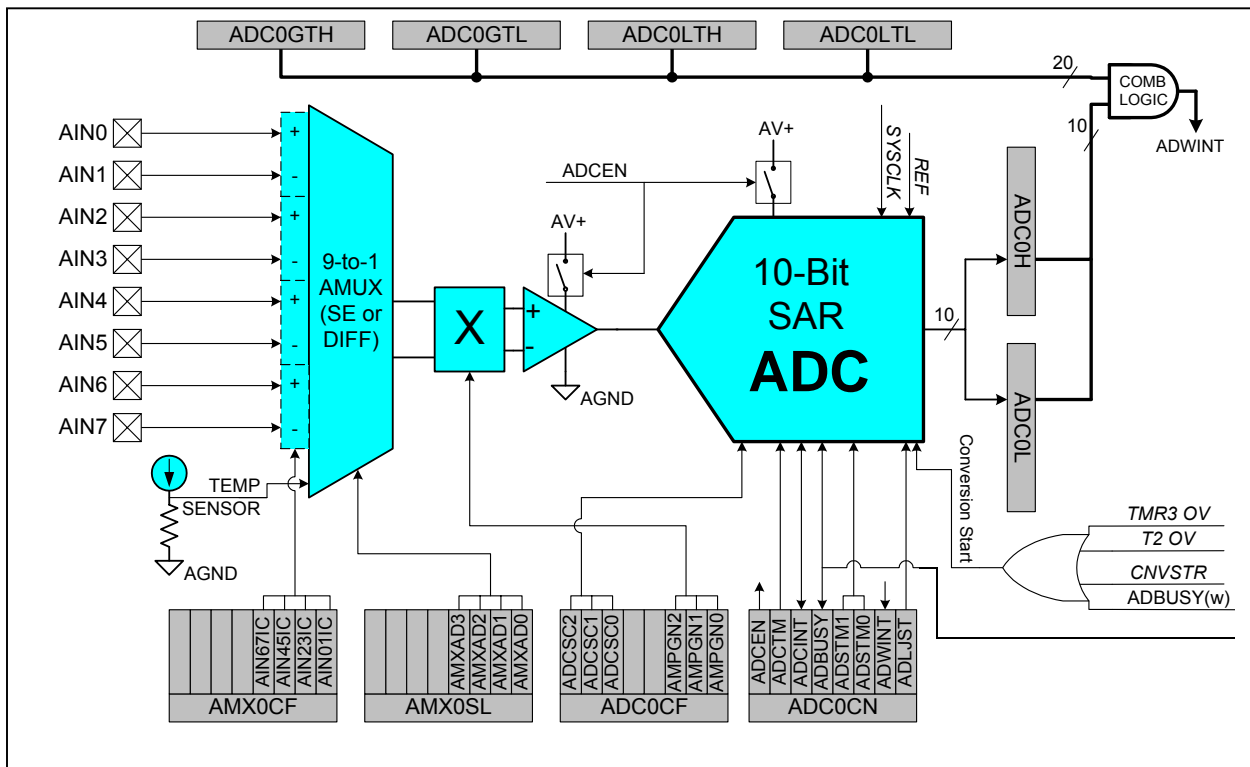 ADC0GTH
ADC0GTL
ADC0LTH
ADC0LTL
20
COMB
LOGIC
10
ADWINT
AIN0
AIN1
AIN2
AIN3
AIN4
AIN5
AIN6
AIN7
+
-
+
-
+
-
+
-
9-to-1
AMUX
(SE or
DIFF)
X
+
-
AV+
AGND
ADCEN
AV+
SYSCLK
REF
10-Bit
SAR
ADC
10
ADC0H
ADC0L
TEMP
SENSOR
AGND
Conversion Start
TMR3 OV
T2 OV
CNVSTR
ADBUSY(w)
AIN67IC
AIN45IC
AIN23IC
AIN01IC
AMX0CF
AMXAD3
AMXAD2
AMXAD1
AMXAD0
AMX0SL
ADCSC2
ADCSC1
ADCSC0
AMPGN2
AMPGN1
AMPGN0
ADC0CF
ADCEN
ADCTM
ADCINT
ADBUSY
ADSTM1
ADSTM0
ADWINT
ADLJST
ADC0CN